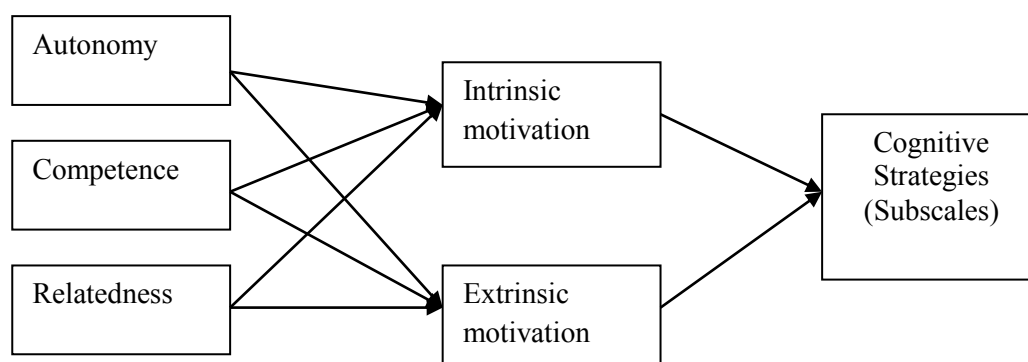 Autonomy
Competence
Relatedness
Intrinsic
motivation
Extrinsic
motivation
Cognitive
Strategies
(Subscales)